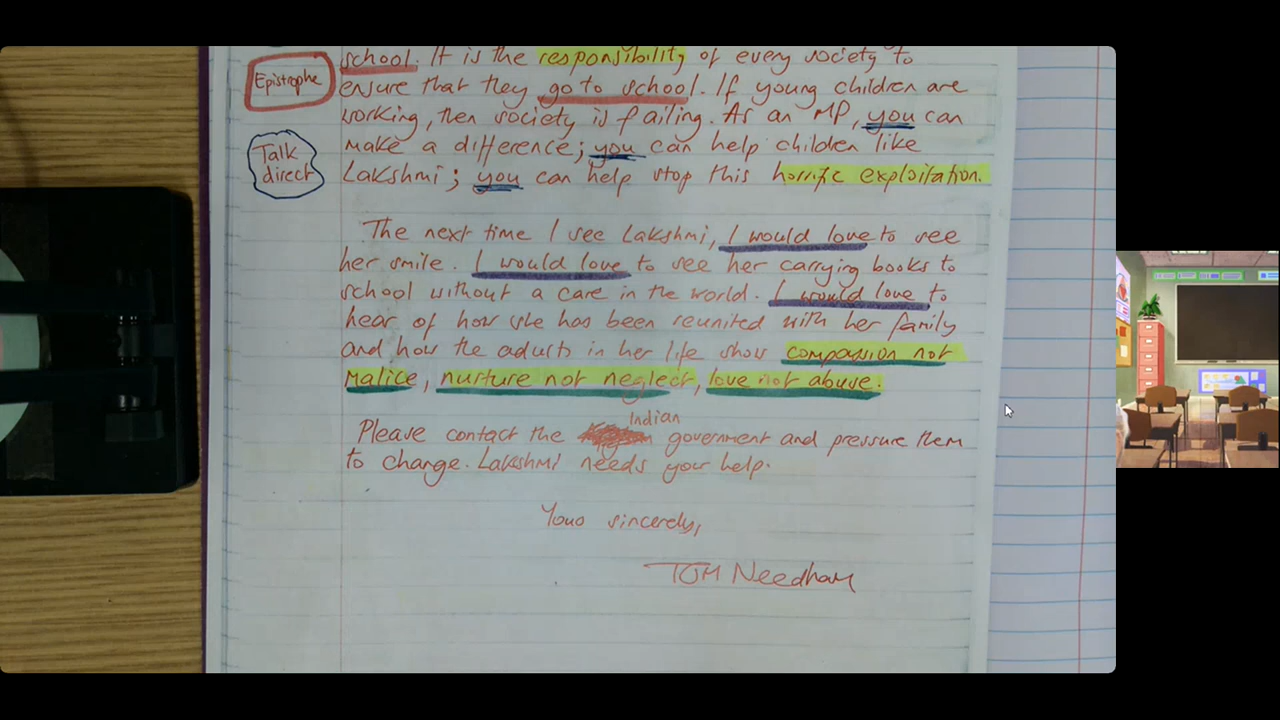 school. It is the responsibility of every society to
Epistrophe
ensure that they go to school. If young children are
working, then society is failing. As an MP, you can
Talk
direct
make a difference; you can help children like
Lakshmi; you can help stop this horrific exploitation.
The next time I see Lakshmi, I would love to see
her smile. I would love to see her carrying books to
school without a care in the world. I would love to
hear of how she has been reunited with her family
and how the adults in her life show compassion not
malice, nurture not neglect, love not abuse.
Please contact the Indian government and pressure them
to change. Lakshmi needs your help.
Yours sincerely,
Tom Needham